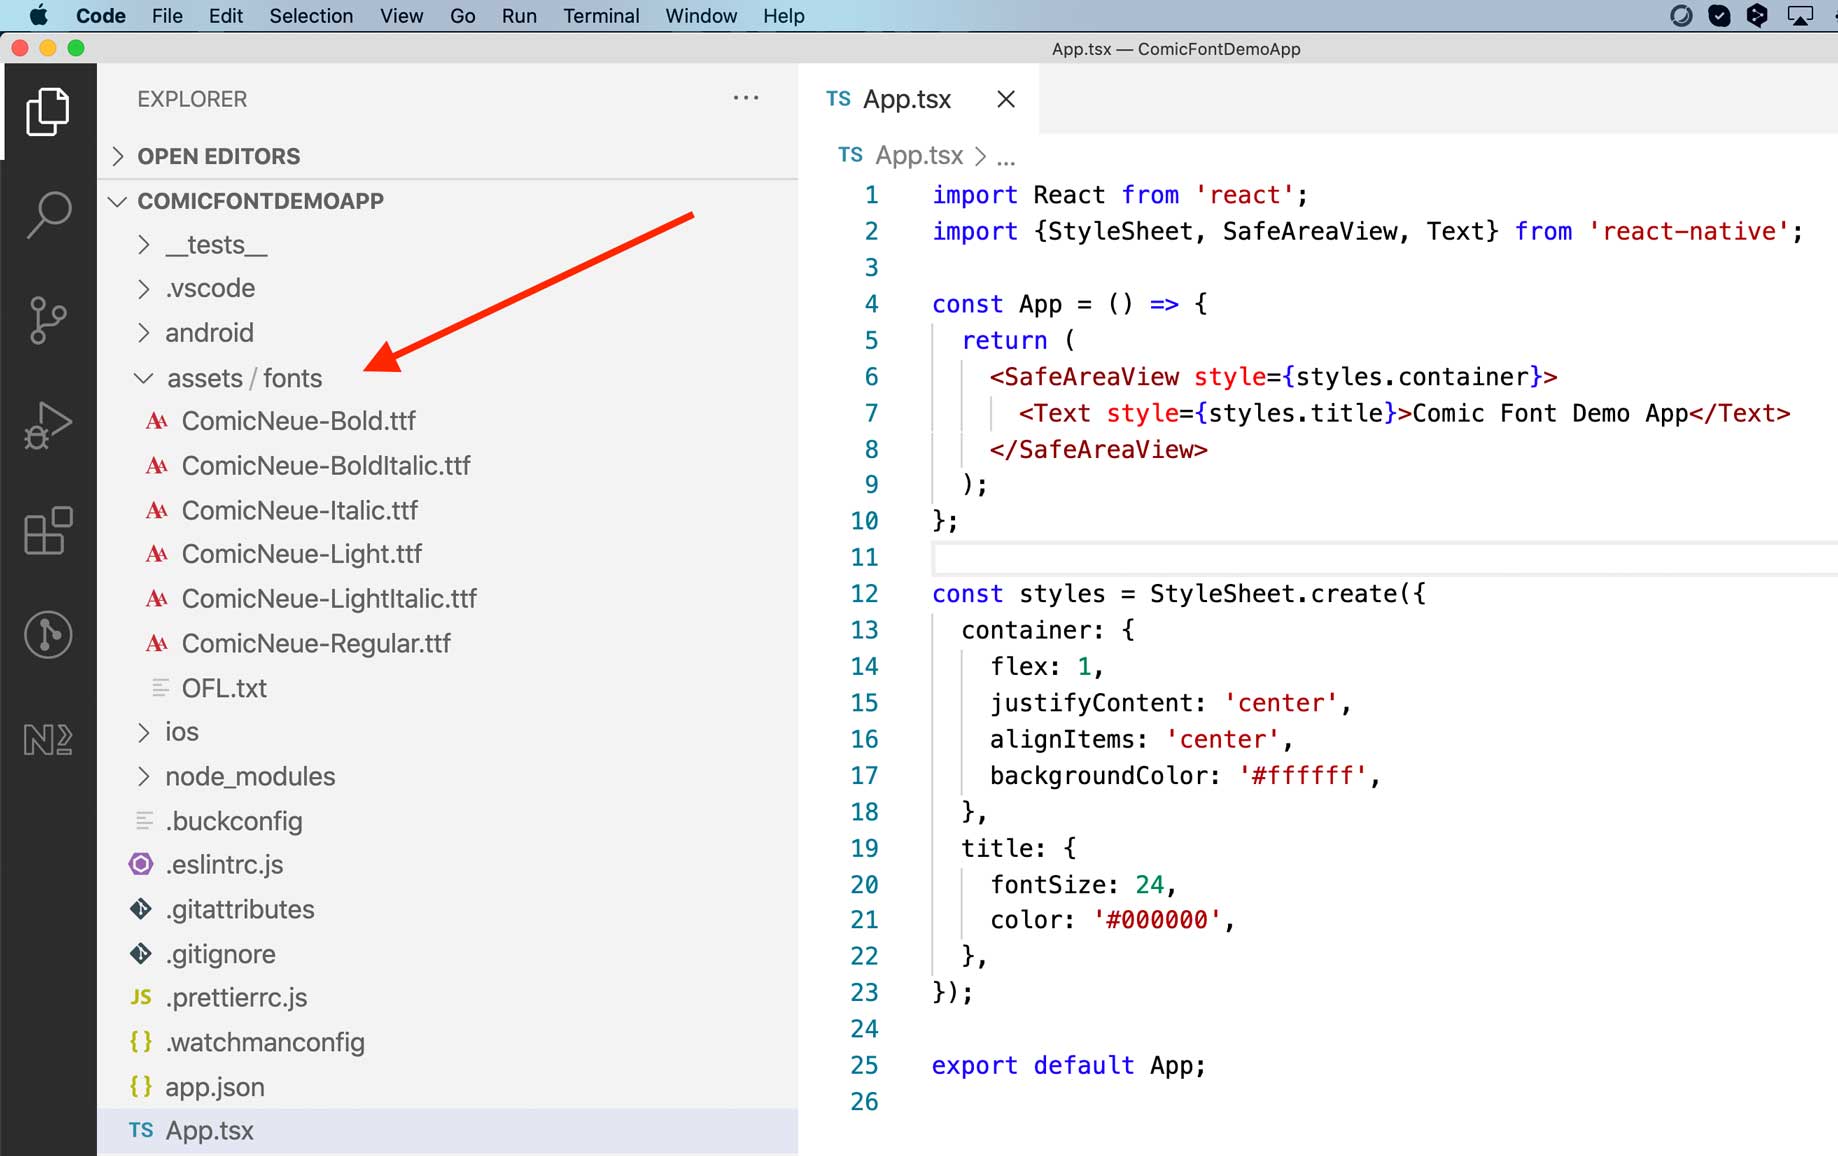 Code File Edit Selection View Go Run Terminal Window Help
App.tsx — ComicFontDemoApp
EXPLORER
OPEN EDITORS
COMICFONTDEMOAPP
__tests__
.vscode
android
assets / fonts
ComicNeue-Bold.ttf
ComicNeue-BoldItalic.ttf
ComicNeue-Italic.ttf
ComicNeue-Light.ttf
ComicNeue-LightItalic.ttf
ComicNeue-Regular.ttf
OFL.txt
ios
node_modules
.buckconfig
.eslintrc.js
.gitattributes
.gitignore
JS .prettierrc.js
{} .watchmanconfig
{} app.json
TS App.tsx
TS App.tsx
TS App.tsx > ...
1 import React from 'react';
2 import {StyleSheet, SafeAreaView, Text} from 'react-native';
3
4 const App = () => {
5   return (
6     <SafeAreaView style={styles.container}>
7       <Text style={styles.title}>Comic Font Demo App</Text>
8     </SafeAreaView>
9   );
10 };
11
12 const styles = StyleSheet.create({
13   container: {
14     flex: 1,
15     justifyContent: 'center',
16     alignItems: 'center',
17     backgroundColor: '#ffffff',
18   },
19   title: {
20     fontSize: 24,
21     color: '#000000',
22   },
23 });
24
25 export default App;
26